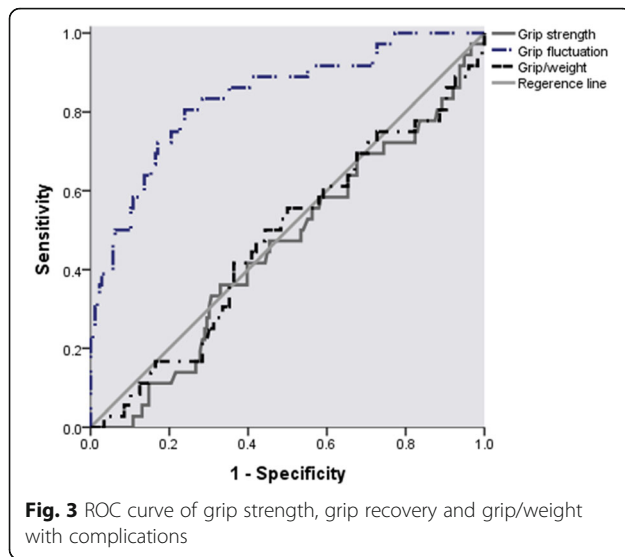 Grip strength
Grip fluctuation
Grip/weight
Regerence line
1.0
0.8
0.6
0.4
0.2
0.0
Sensitivity
0.0 0.2 0.4 0.6 0.8 1.0
1 - Specificity
Fig. 3 ROC curve of grip strength, grip recovery and grip/weight
with complications